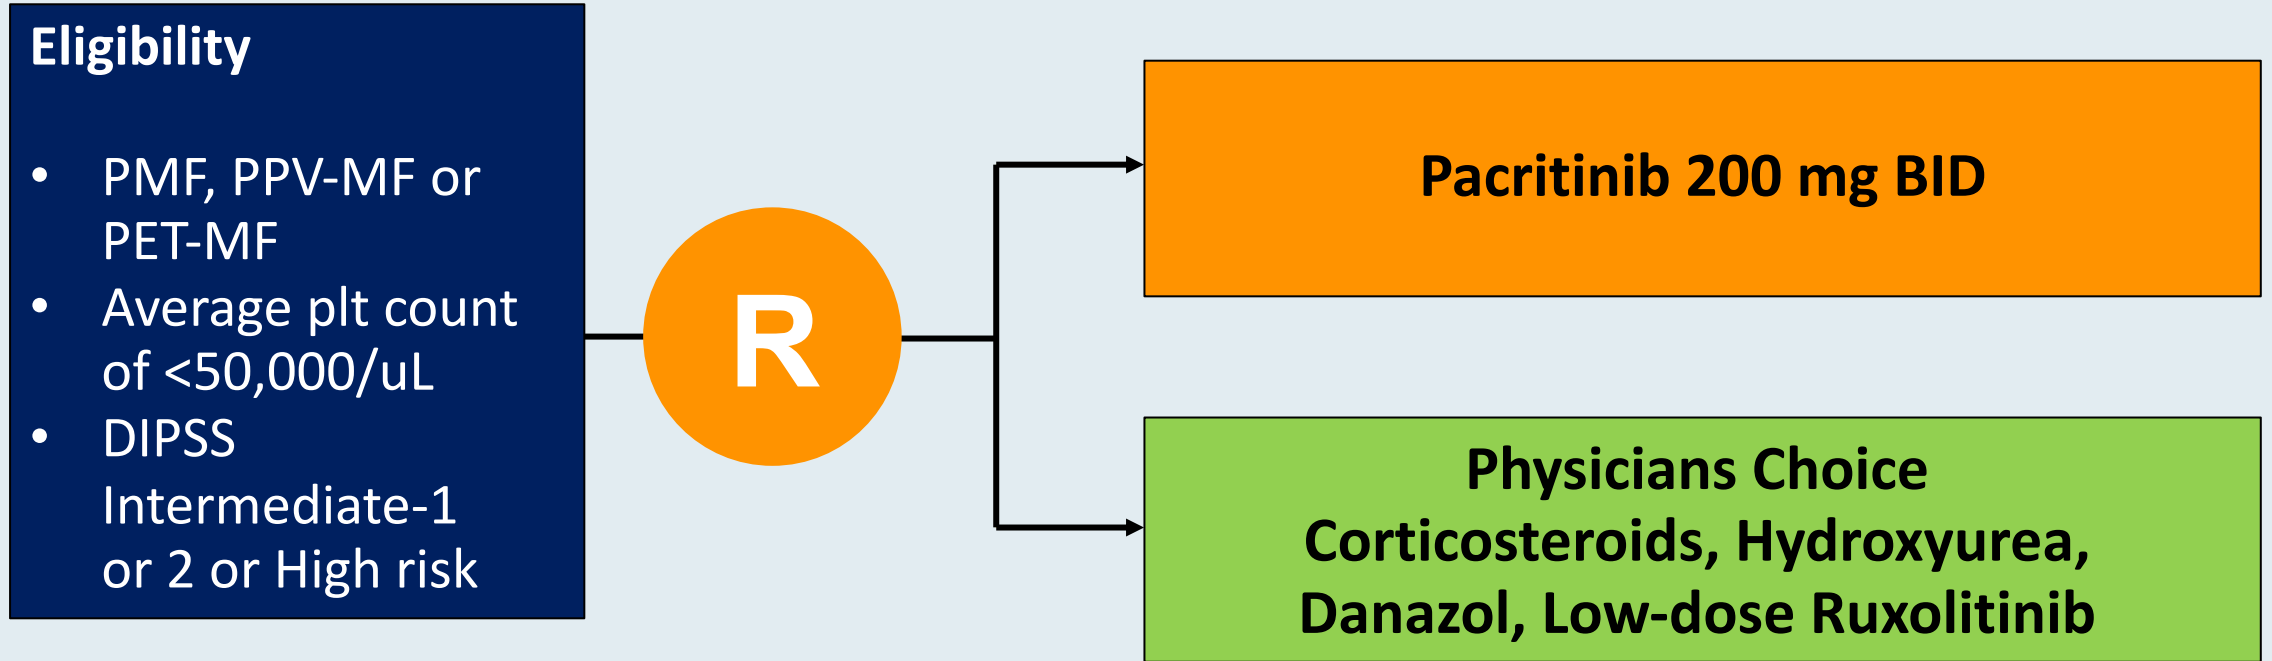 Eligibility
• PMF, PPV-MF or
PET-MF
• Average plt count
of <50,000/uL
• DIPSS
Intermediate-1
or 2 or High risk
R
Pacritinib 200 mg BID
Physicians Choice
Corticosteroids, Hydroxyurea,
Danazol, Low-dose Ruxolitinib